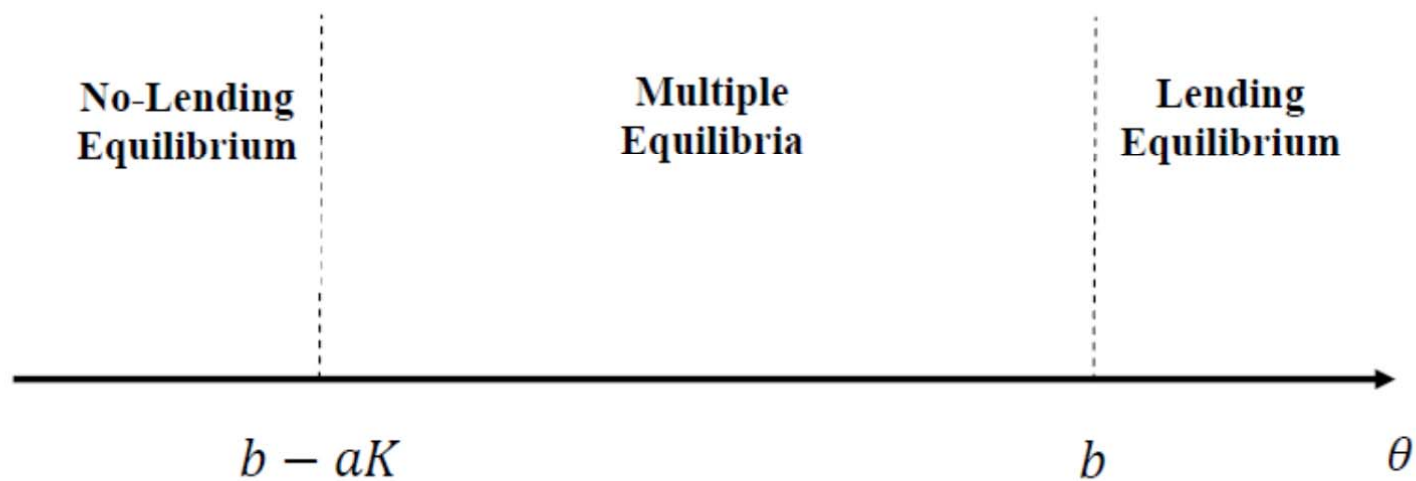 No-Lending
Equilibrium
Multiple
Equilibria
Lending
Equilibrium
b − aK
b
θ